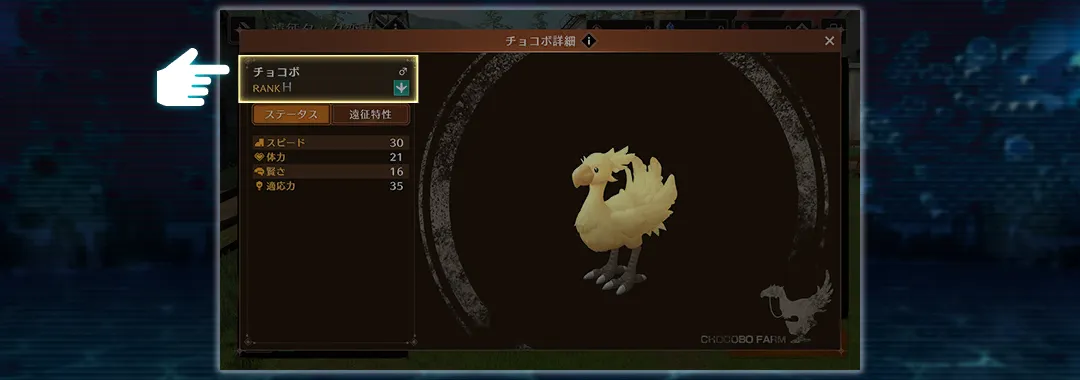 チョコボ詳細
チョコボ ♂
RANK H
ステータス 遠征特性
スピード 30
体力 21
賢さ 16
適応力 35
CHOCOBO FARM